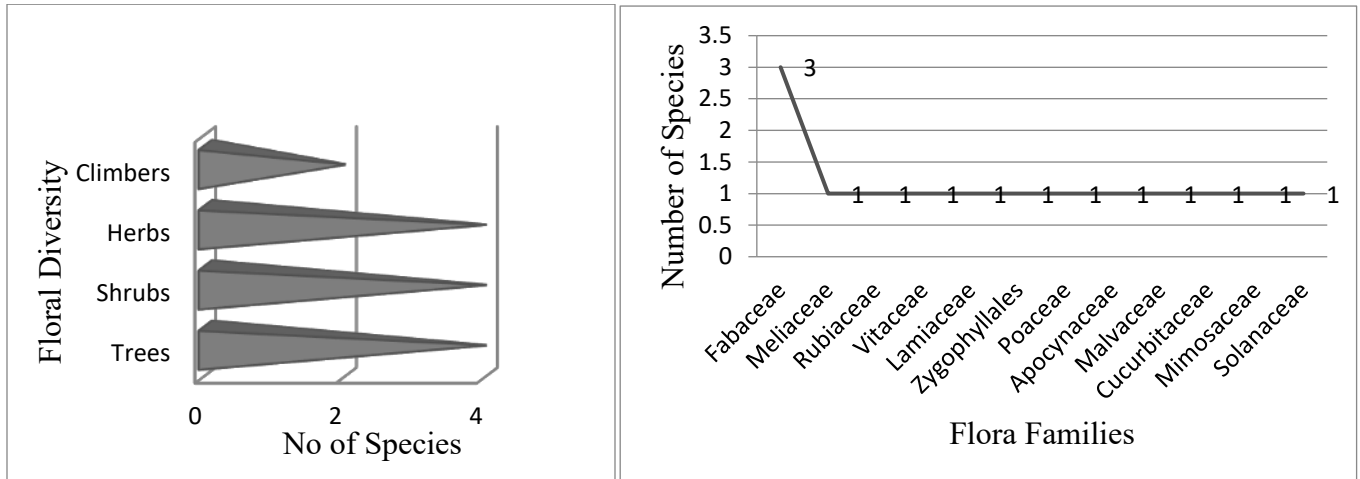 Floral Diversity
Climbers
Herbs
Shrubs
Trees
0 2 4
No of Species
Number of Species
3.5
3
2.5
2
1.5
1
0.5
0
3
1 1 1 1 1 1 1 1 1 1 1
Fabaceae
Meliaceae
Rubiaceae
Vitaceae
Lamiaceae
Zygophyllales
Poaceae
Apocynaceae
Malvaceae
Cucurbitaceae
Mimosaceae
Solanaceae
Flora Families